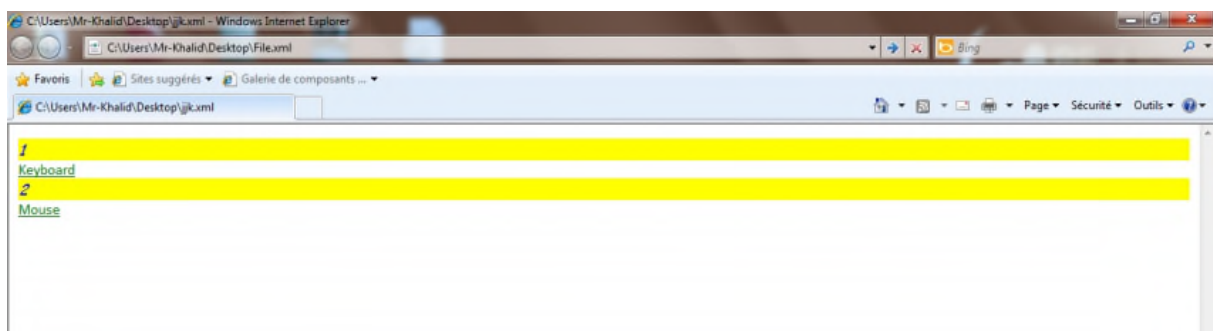 C:\Users\Mr-Khalid\Desktop\jjk.xml - Windows Internet Explorer
C:\Users\Mr-Khalid\Desktop\File.xml
Bing
Favoris Sites suggérés Galerie de composants ...
C:\Users\Mr-Khalid\Desktop\jjk.xml
Page Sécurité Outils
1
Keyboard
2
Mouse